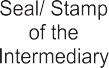 Seal/ Stamp
of the
Intermediary